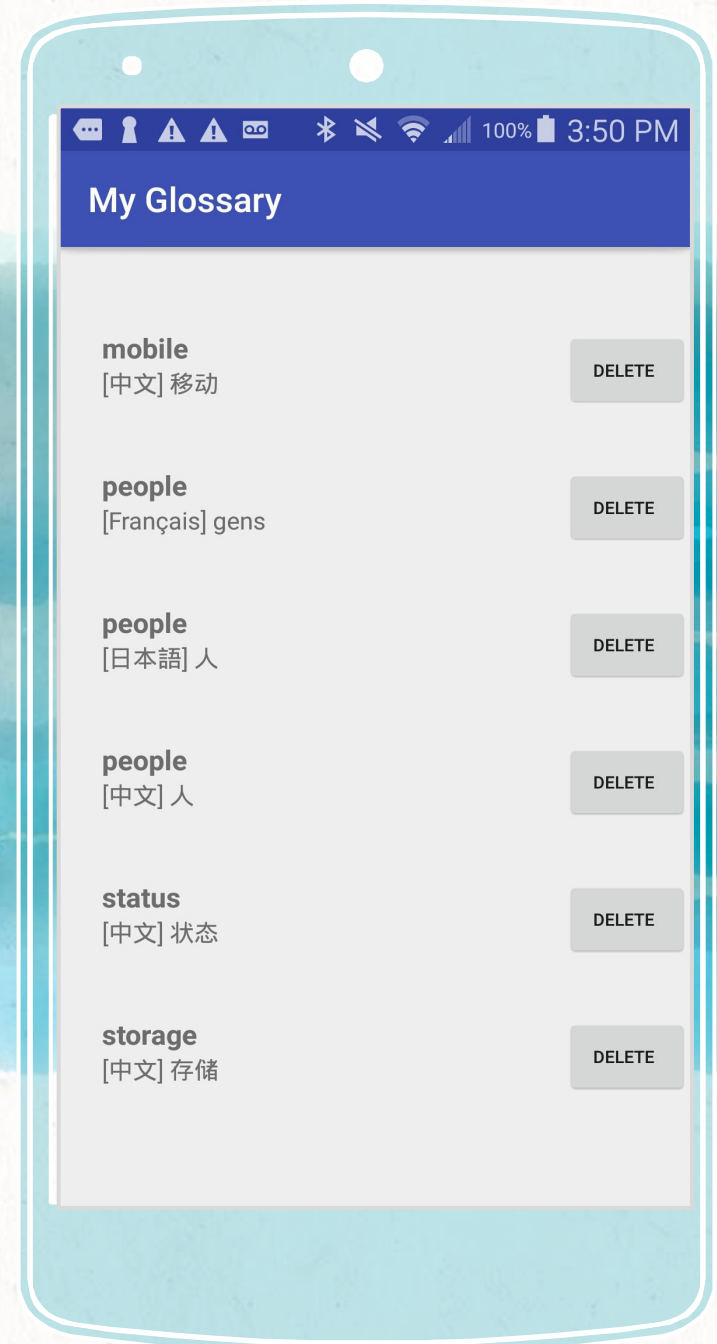 100% 3:50 PM
My Glossary
mobile
[中文] 移动
DELETE
people
[Français] gens
DELETE
people
[日本語] 人
DELETE
people
[中文] 人
DELETE
status
[中文] 状态
DELETE
storage
[中文] 存储
DELETE